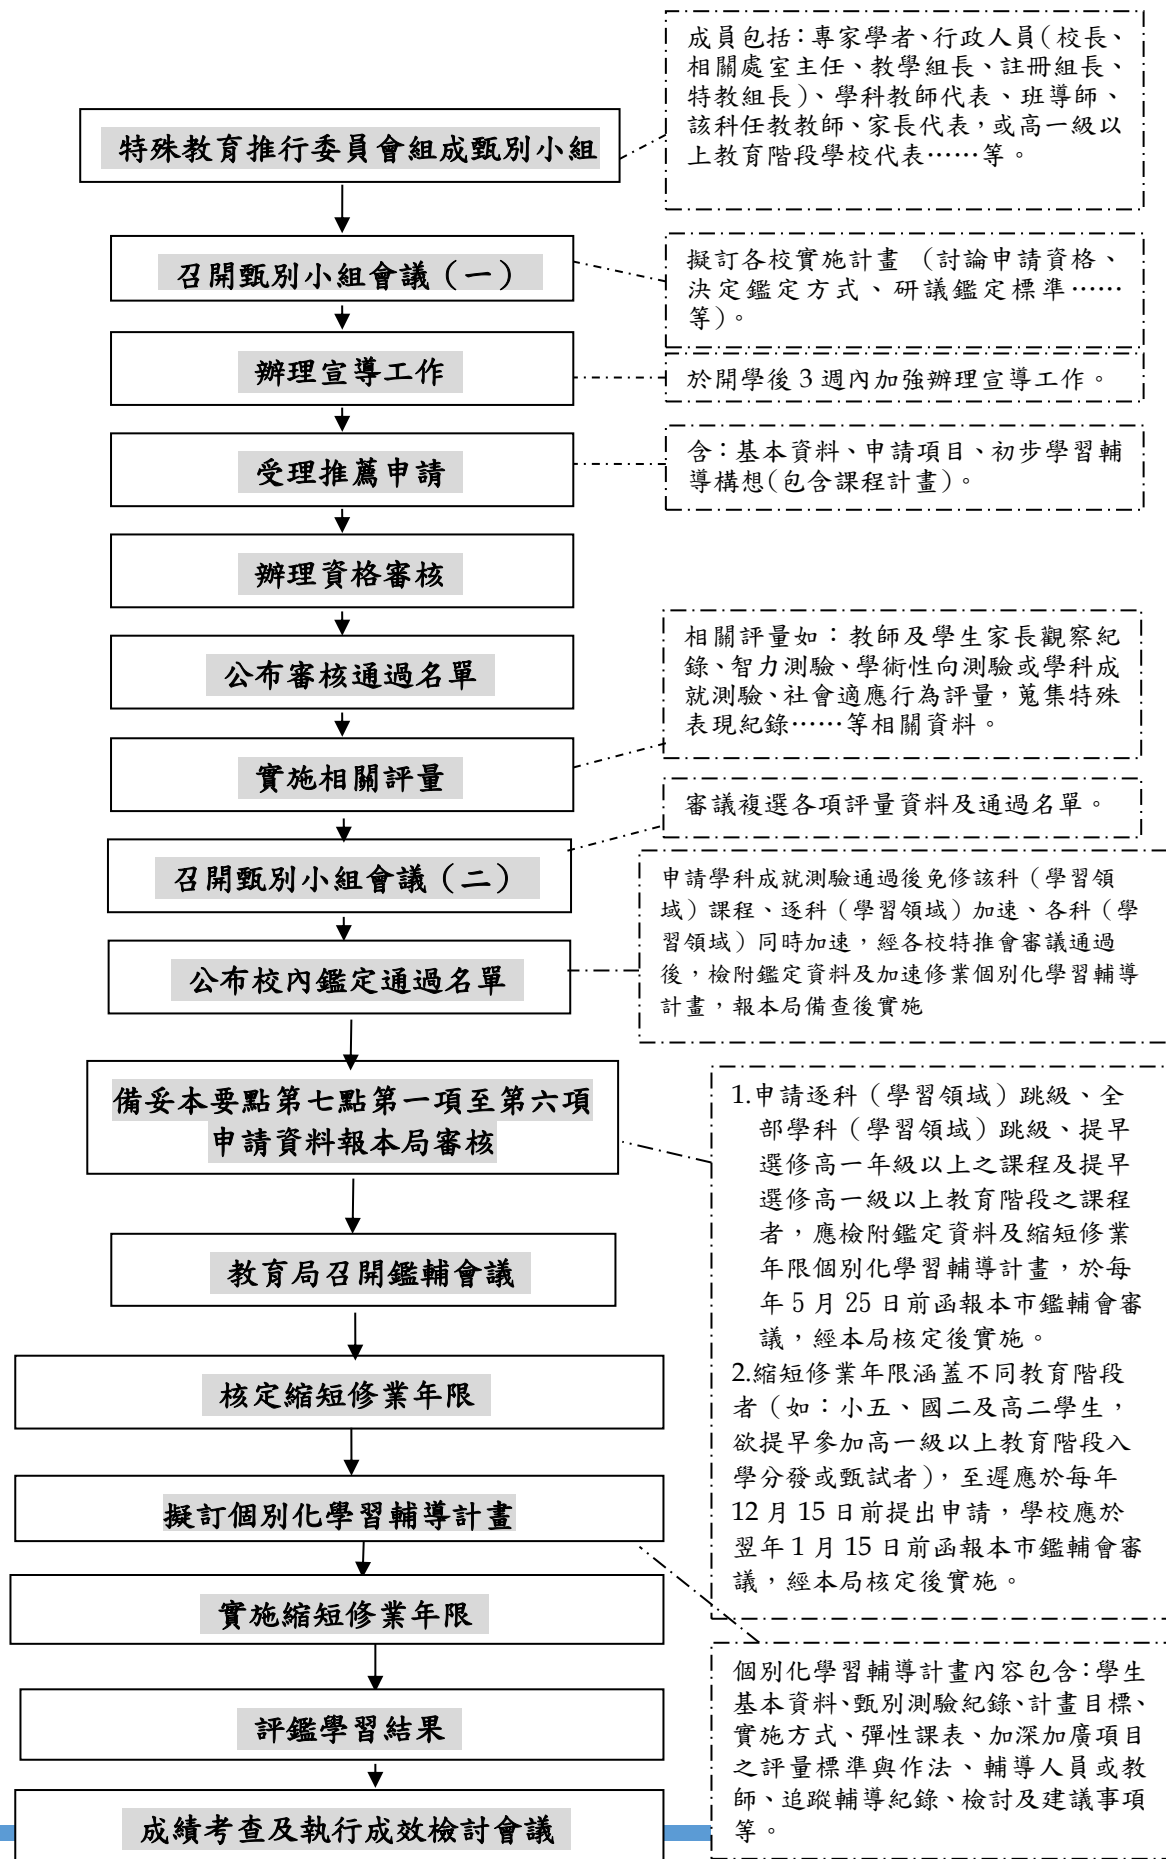 成員包括：專家學者、行政人員（校長、
相關處室主任、教學組長、註冊組長、
特教組長）、學科教師代表、班導師、
該科任教教師、家長代表，或高一級以
上教育階段學校代表……等。
特殊教育推行委員會組成甄別小組
召開甄別小組會議（一）
擬訂各校實施計畫　（討論申請資格、
決定鑑定方式、研議鑑定標準……
等）。
辦理宣導工作
於開學後 3 週內加強辦理宣導工作。
受理推薦申請
含：基本資料、申請項目、初步學習輔
導構想(包含課程計畫)。
辦理資格審核
公布審核通過名單
相關評量如：教師及學生家長觀察紀
錄、智力測驗、學術性向測驗或學科成
就測驗、社會適應行為評量，蒐集特殊
表現紀錄……等相關資料。
實施相關評量
審議複選各項評量資料及通過名單。
召開甄別小組會議（二）
申請學科成就測驗通過後免修該科（學習領
域）課程、逐科（學習領域）加速、各科（學
習領域）同時加速，經各校特推會審議通過
後，檢附鑑定資料及加速修業個別化學習輔導
計畫，報本局備查後實施
公布校內鑑定通過名單
備妥本要點第七點第一項至第六項
申請資料報本局審核
1.申請逐科（學習領域）跳級、全
部學科（學習領域）跳級、提早
選修高一年級以上之課程及提早
選修高一級以上教育階段之課程
者，應檢附鑑定資料及縮短修業
年限個別化學習輔導計畫，於每
年 5 月 25 日前函報本市鑑輔會審
議，經本局核定後實施。
2.縮短修業年限涵蓋不同教育階段
者（如：小五、國二及高二學生，
欲提早參加高一級以上教育階段入
學分發或甄試者），至遲應於每年
12 月 15 日前提出申請，學校應於
翌年 1 月 15 日前函報本市鑑輔會審
議，經本局核定後實施。
教育局召開鑑輔會議
核定縮短修業年限
擬訂個別化學習輔導計畫
實施縮短修業年限
個別化學習輔導計畫內容包含：學生
基本資料、甄別測驗紀錄、計畫目標、
實施方式、彈性課表、加深加廣項目
之評量標準與作法、輔導人員或教
師、追蹤輔導紀錄、檢討及建議事項
等。
評鑑學習結果
成績考查及執行成效檢討會議